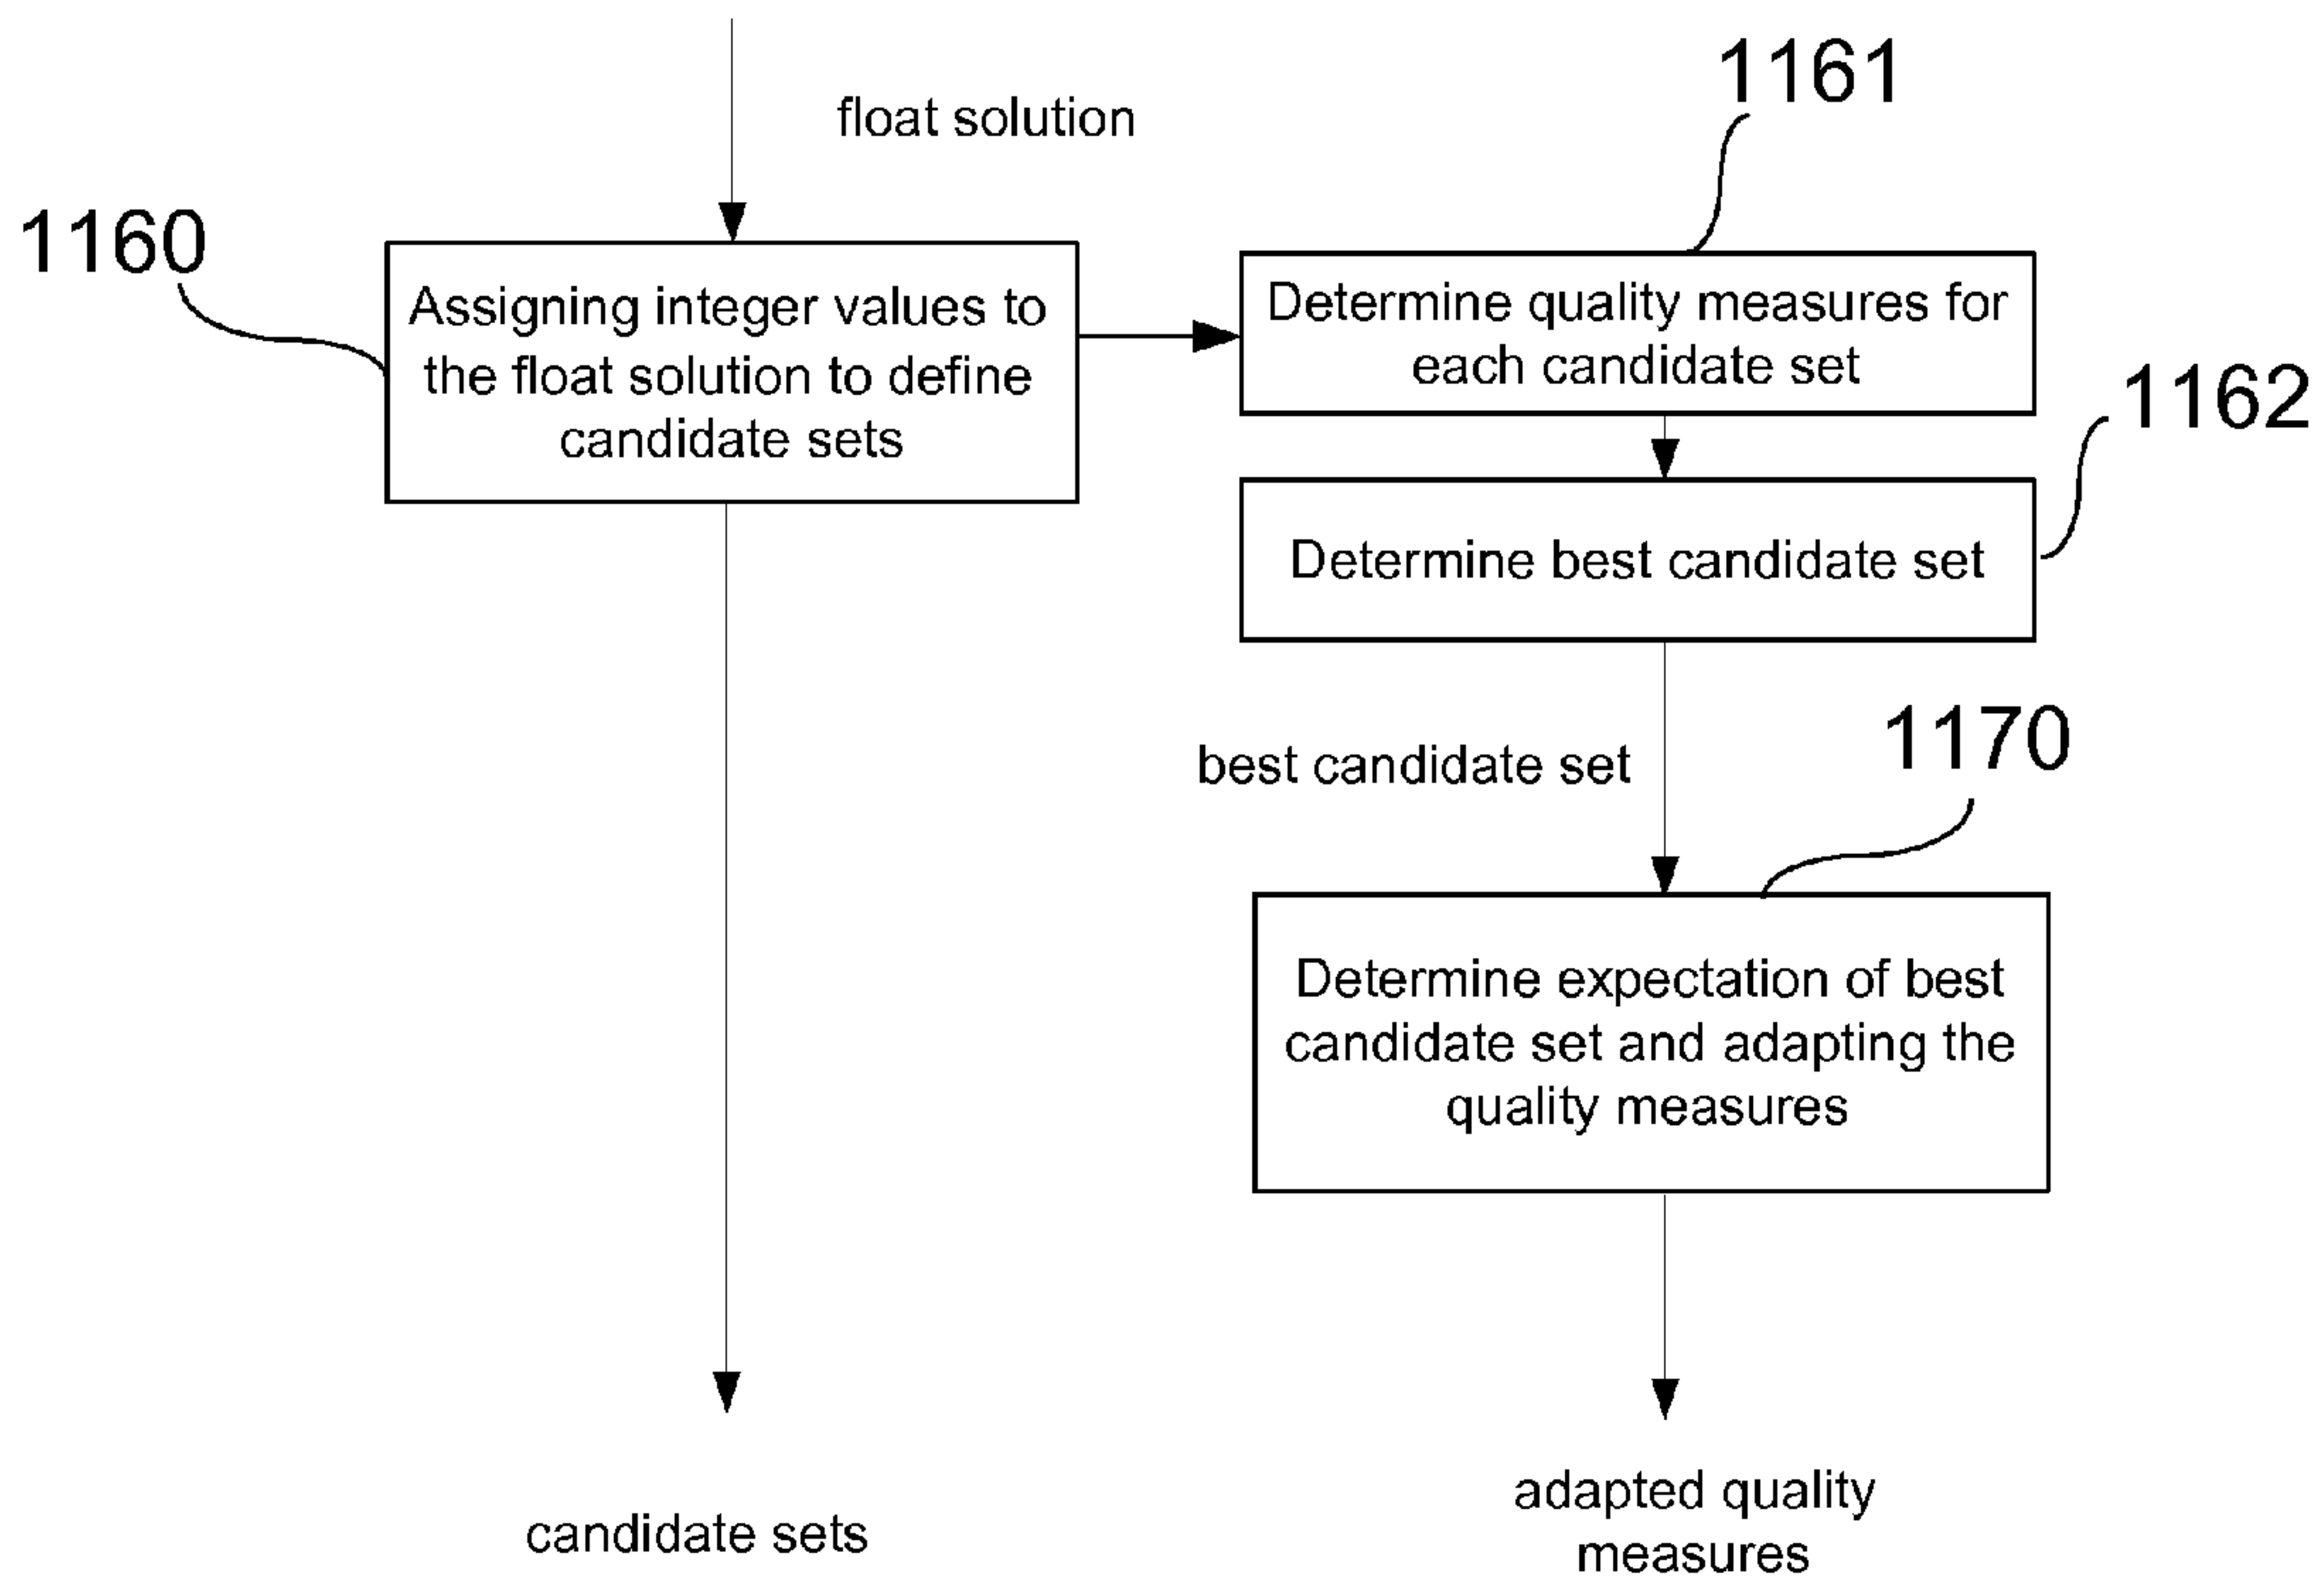 float solution
1161
1160
Assigning integer values to
the float solution to define
candidate sets
Determine quality measures for
each candidate set
1162
Determine best candidate set
best candidate set
1170
Determine expectation of best
candidate set and adapting the
quality measures
candidate sets
adapted quality
measures